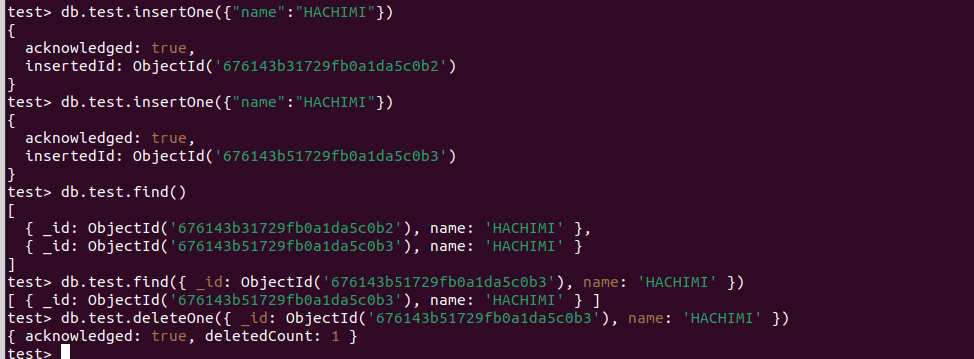 test> db.test.insertOne({"name":"HACHIMI"})
{
  acknowledged: true,
  insertedId: ObjectId('676143b31729fb0a1da5c0b2')
}
test> db.test.insertOne({"name":"HACHIMI"})
{
  acknowledged: true,
  insertedId: ObjectId('676143b51729fb0a1da5c0b3')
}
test> db.test.find()
[
  { _id: ObjectId('676143b31729fb0a1da5c0b2'), name: 'HACHIMI' },
  { _id: ObjectId('676143b51729fb0a1da5c0b3'), name: 'HACHIMI' }
]
test> db.test.find({ _id: ObjectId('676143b51729fb0a1da5c0b3'), name: 'HACHIMI' })
[ { _id: ObjectId('676143b51729fb0a1da5c0b3'), name: 'HACHIMI' } ]
test> db.test.deleteOne({ _id: ObjectId('676143b51729fb0a1da5c0b3'), name: 'HACHIMI' })
{ acknowledged: true, deletedCount: 1 }
test>